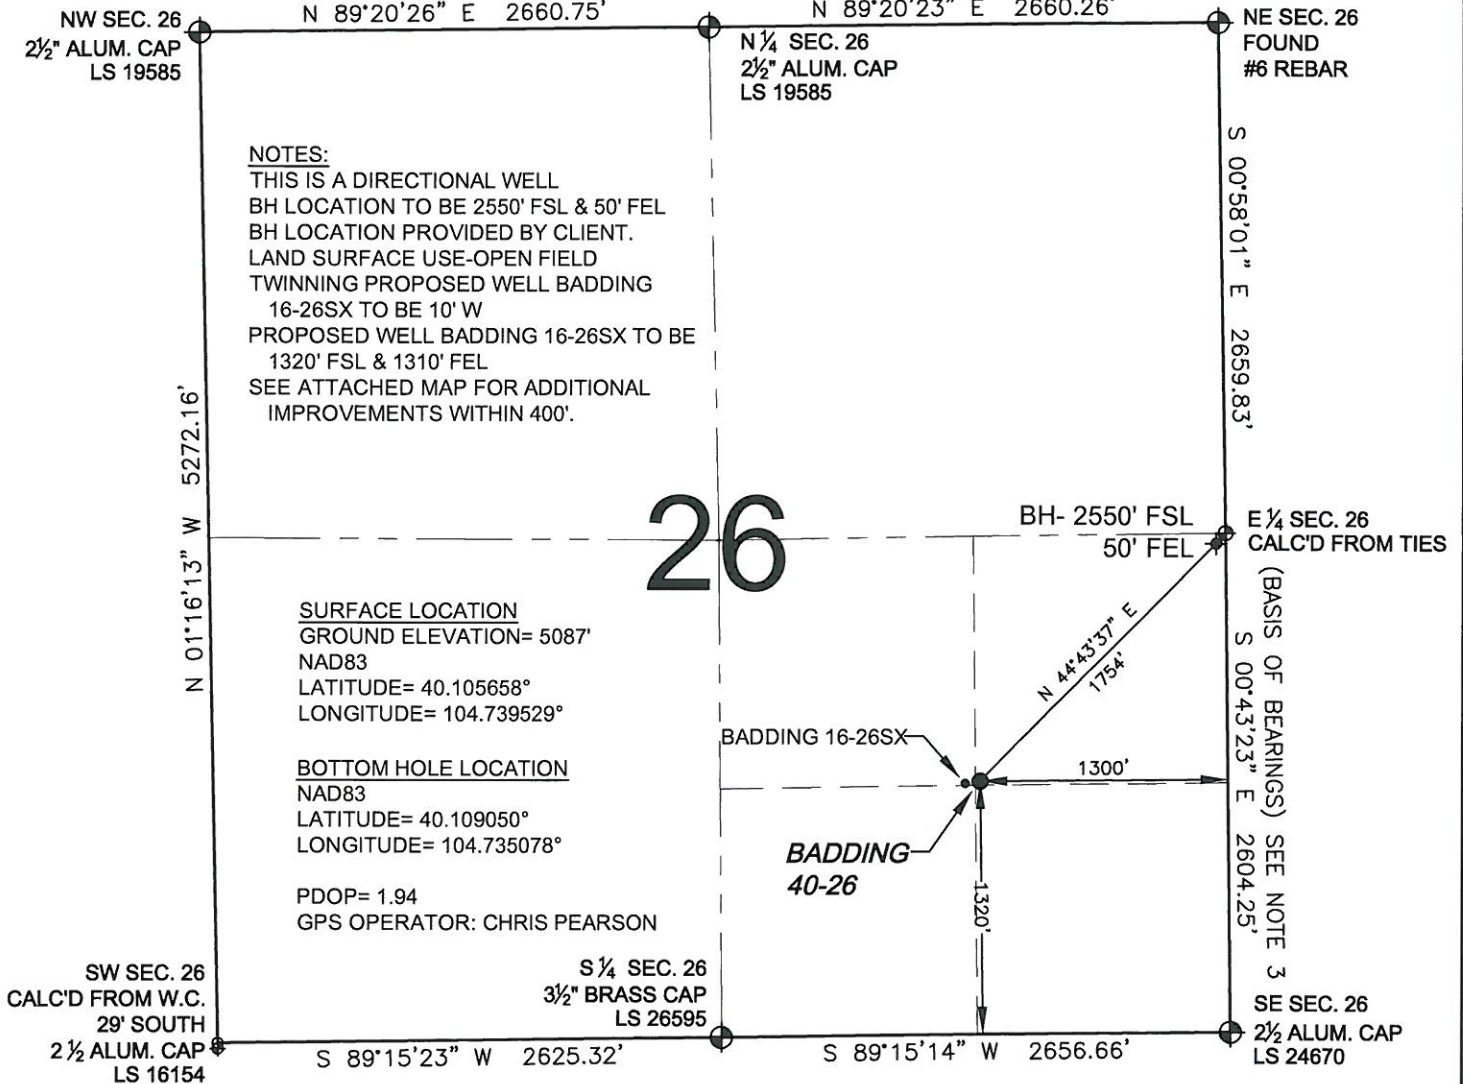 N 89°20'26" E 2660.75'
N 89°20'23" E 2660.26'
NW SEC. 26
2½" ALUM. CAP
LS 19585
N ¼ SEC. 26
2½" ALUM. CAP
LS 19585
NE SEC. 26
FOUND
#6 REBAR
NOTES:
THIS IS A DIRECTIONAL WELL
BH LOCATION TO BE 2550' FSL & 50' FEL
BH LOCATION PROVIDED BY CLIENT.
LAND SURFACE USE-OPEN FIELD
TWINNING PROPOSED WELL BADDING
16-26SX TO BE 10' W
PROPOSED WELL BADDING 16-26SX TO BE
1320' FSL & 1310' FEL
SEE ATTACHED MAP FOR ADDITIONAL
IMPROVEMENTS WITHIN 400'.
S 00°58'01" E 2659.83'
N 01°16'13" W 5272.16'
26
BH- 2550' FSL
50' FEL
E ¼ SEC. 26
CALC'D FROM TIES
SURFACE LOCATION
GROUND ELEVATION= 5087'
NAD83
LATITUDE= 40.105658°
LONGITUDE= 104.739529°
BOTTOM HOLE LOCATION
NAD83
LATITUDE= 40.109050°
LONGITUDE= 104.735078°
PDOP= 1.94
GPS OPERATOR: CHRIS PEARSON
N 44°43'37" E
1754'
BADDING 16-26SX
1300'
BADDING
40-26
1320'
(BASIS OF BEARINGS) SEE NOTE 3
S 00°43'23" E 2604.25'
SW SEC. 26
CALC'D FROM W.C.
29' SOUTH
2 ½ ALUM. CAP
LS 16154
S ¼ SEC. 26
3½" BRASS CAP
LS 26595
SE SEC. 26
2½ ALUM. CAP
LS 24670
S 89°15'23" W 2625.32'
S 89°15'14" W 2656.66'